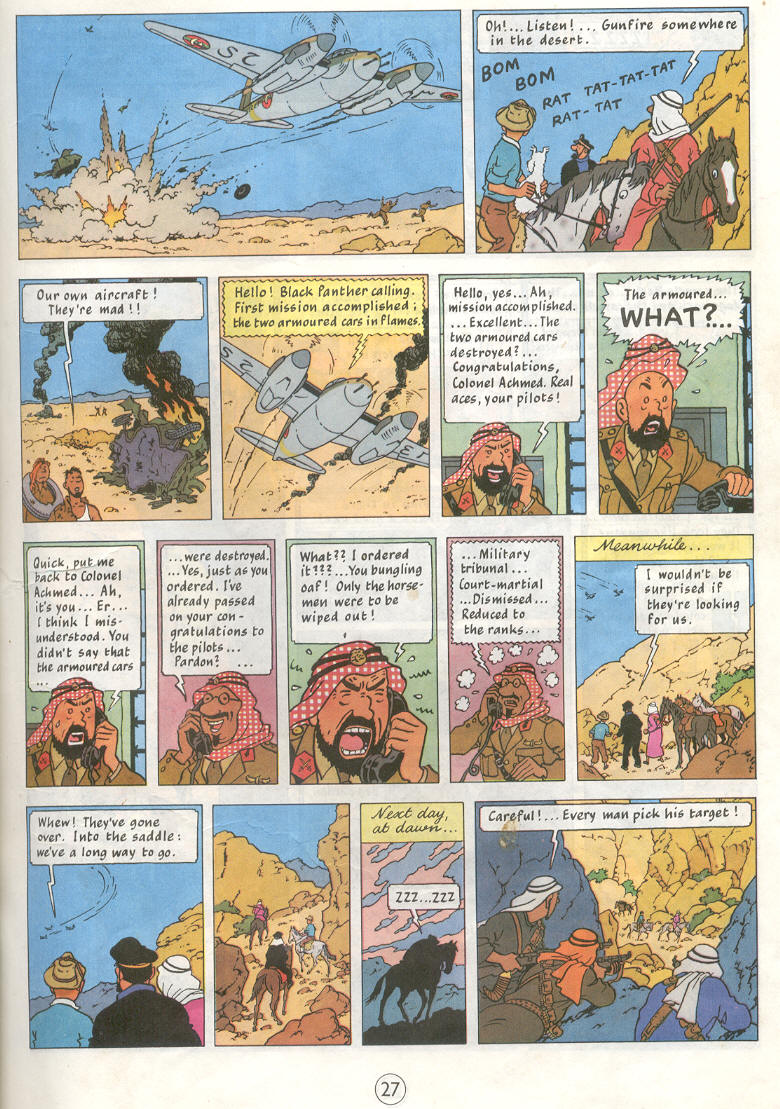 SC
Oh!... Listen!... Gunfire somewhere
in the desert.
BOM
BOM
RAT TAT-TAT-TAT
RAT-TAT
Our own aircraft!
They're mad!!
Hello! Black Panther calling.
First mission accomplished:
the two armoured cars in flames.
SC
Hello, yes... Ah,
mission accomplished.
... Excellent... The
two armoured cars
destroyed?...
Congratulations,
Colonel Achmed. Real
aces, your pilots!
The armoured...
WHAT?...
Quick, put me
back to Colonel
Achmed... Ah,
it's you... Er...
I think I mis-
understood. You
didn't say that
the armoured cars
...
...were destroyed.
...Yes, just as you
ordered. I've
already passed
on your con-
gratulations to
the pilots...
Pardon? ...
What?? I ordered
it???...You bungling
oaf! Only the horse-
men were to be
wiped out!
... Military
tribunal...
Court-martial
...Dismissed...
Reduced to
the ranks...
Meanwhile...
I wouldn't be
surprised if
they're looking
for us.
Whew! They've gone
over. Into the saddle:
we've a long way to go.
Next day,
at dawn...
ZZZ...ZZZ
Careful!... Every man pick his target!
27